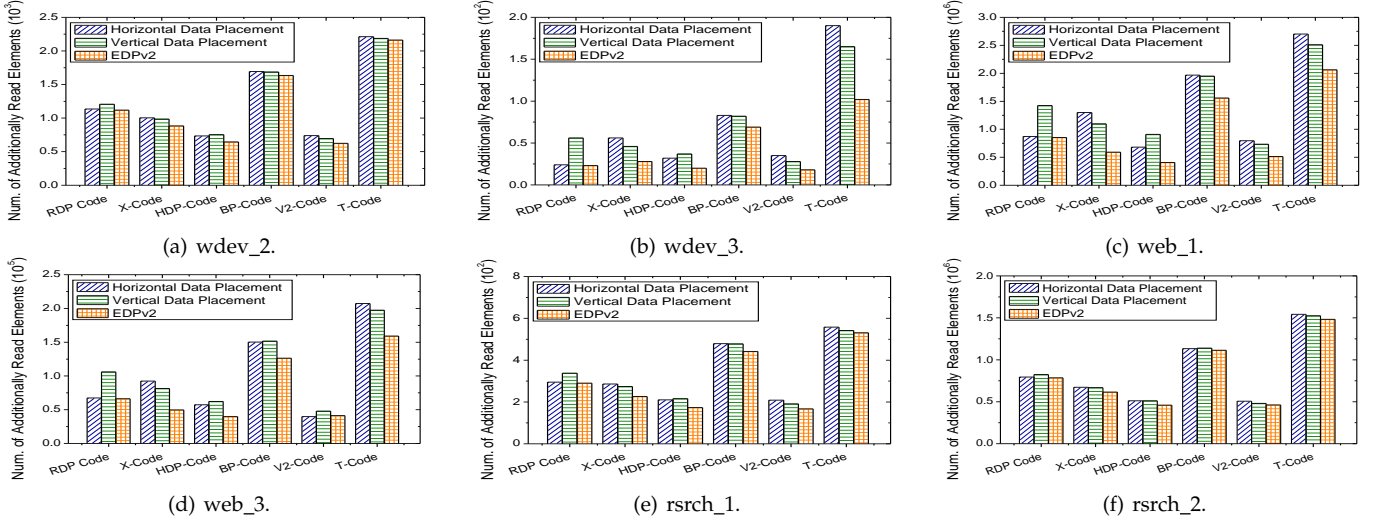 Num. of Additionally Read Elements (10^3)
2.5
2.0
1.5
1.0
0.5
0.0
Horizontal Data Placement
Vertical Data Placement
EDPv2
RDP Code
X-Code
HDP-Code
BP-Code
V2-Code
T-Code
(a) wdev_2.
Num. of Additionally Read Elements (10^2)
2.0
1.5
1.0
0.5
0.0
Horizontal Data Placement
Vertical Data Placement
EDPv2
RDP Code
X-Code
HDP-Code
BP-Code
V2-Code
T-Code
(b) wdev_3.
Num. of Additionally Read Elements (10^6)
3.0
2.5
2.0
1.5
1.0
0.5
0.0
Horizontal Data Placement
Vertical Data Placement
EDPv2
RDP Code
X-Code
HDP-Code
BP-Code
V2-Code
T-Code
(c) web_1.
Num. of Additionally Read Elements (10^5)
2.5
2.0
1.5
1.0
0.5
0.0
Horizontal Data Placement
Vertical Data Placement
EDPv2
RDP Code
X-Code
HDP-Code
BP-Code
V2-Code
T-Code
(d) web_3.
Num. of Additionally Read Elements (10^2)
8
6
4
2
0
Horizontal Data Placement
Vertical Data Placement
EDPv2
RDP Code
X-Code
HDP-Code
BP-Code
V2-Code
T-Code
(e) rsrch_1.
Num. of Additionally Read Elements (10^6)
2.0
1.5
1.0
0.5
0.0
Horizontal Data Placement
Vertical Data Placement
EDPv2
RDP Code
X-Code
HDP-Code
BP-Code
V2-Code
T-Code
(f) rsrch_2.